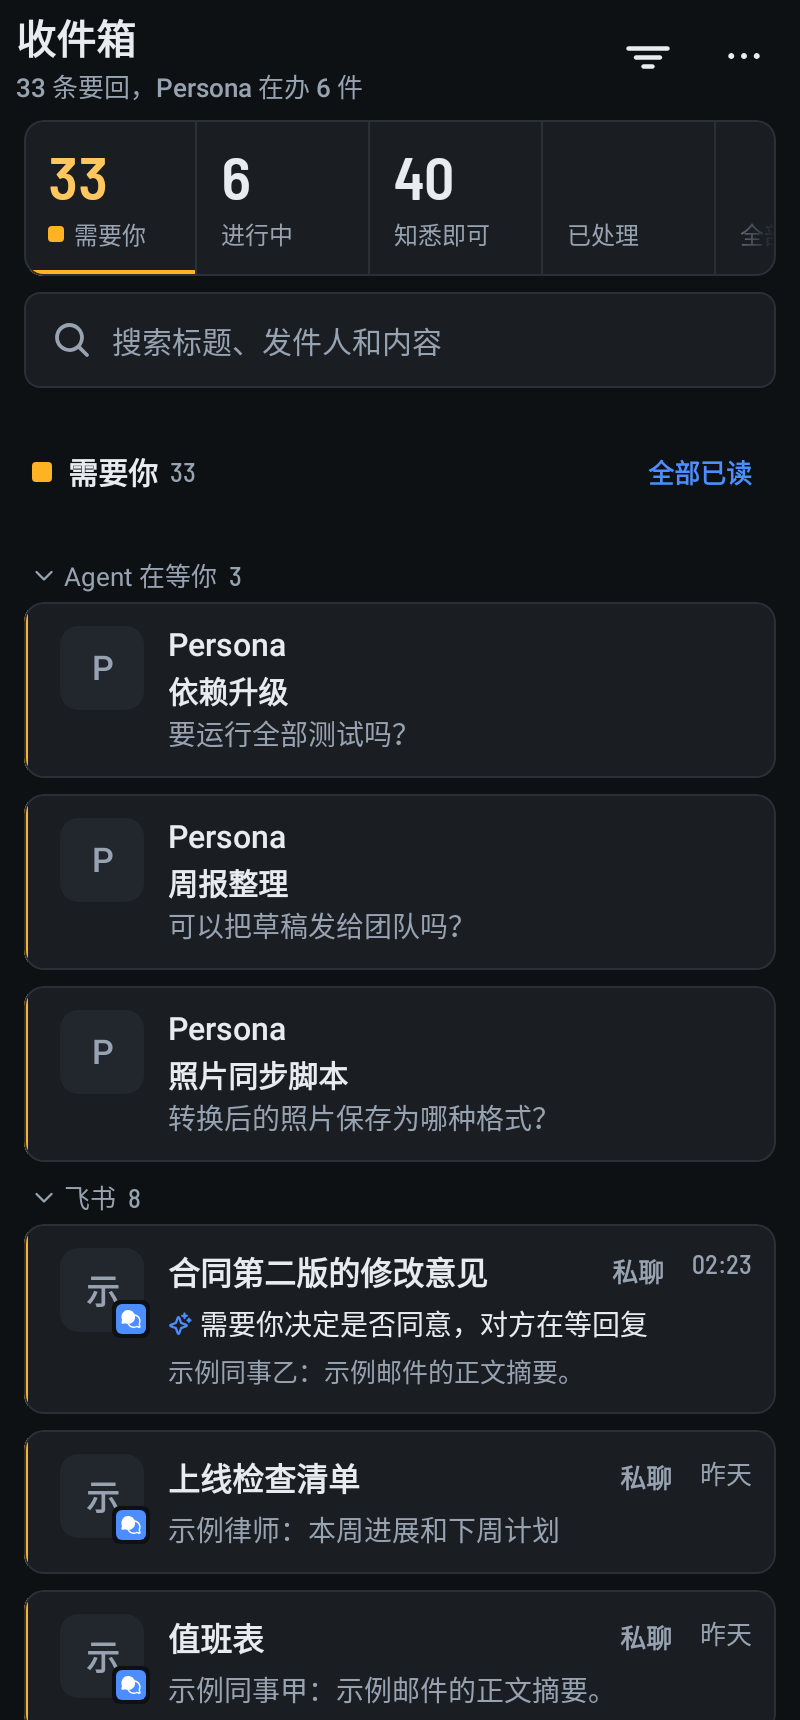 收件箱
33 条要回，Persona 在办 6 件
33
需要你
6
进行中
40
知悉即可
已处理
全部
搜索标题、发件人和内容
需要你 33
全部已读
Agent 在等你 3
P
Persona
依赖升级
要运行全部测试吗？
P
Persona
周报整理
可以把草稿发给团队吗？
P
Persona
照片同步脚本
转换后的照片保存为哪种格式？
飞书 8
示
合同第二版的修改意见 私聊 02:23
需要你决定是否同意，对方在等回复
示例同事乙：示例邮件的正文摘要。
示
上线检查清单 私聊 昨天
示例律师：本周进展和下周计划
示
值班表 私聊 昨天
示例同事甲：示例邮件的正文摘要。